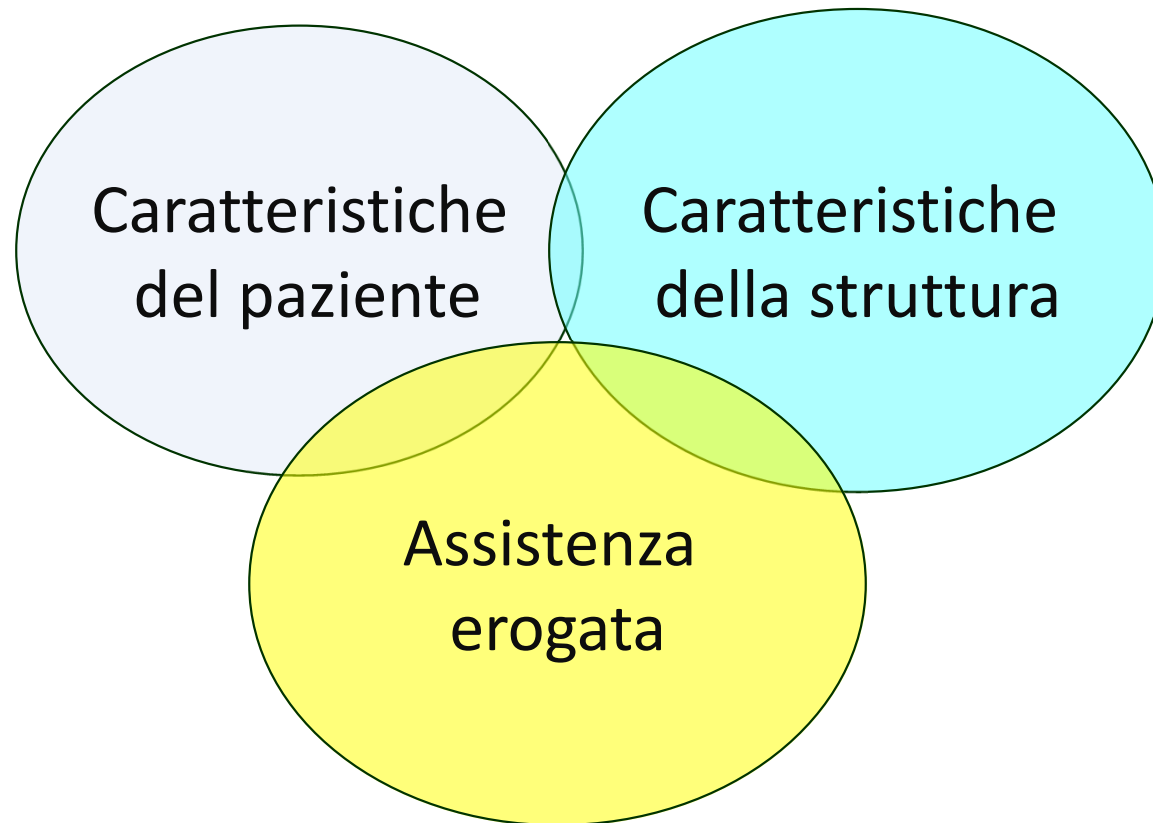 Caratteristiche
del paziente
Caratteristiche
della struttura
Assistenza
erogata